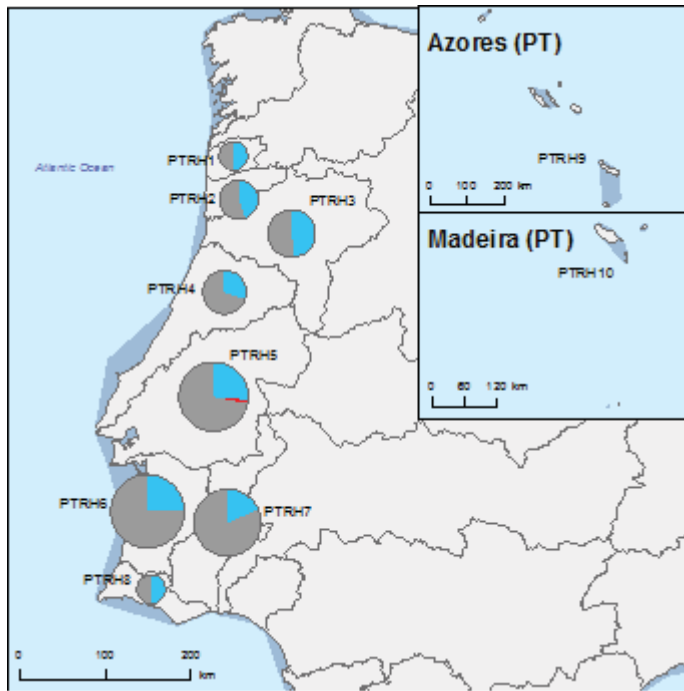 Azores (PT)
PTRH9
0 100 200
km
Madeira (PT)
PTRH10
0 60 120
km
Atlantic Ocean
PTRH1
PTRH2
PTRH3
PTRH4
PTRH5
PTRH6
PTRH7
PTRH8
0 100 200
km